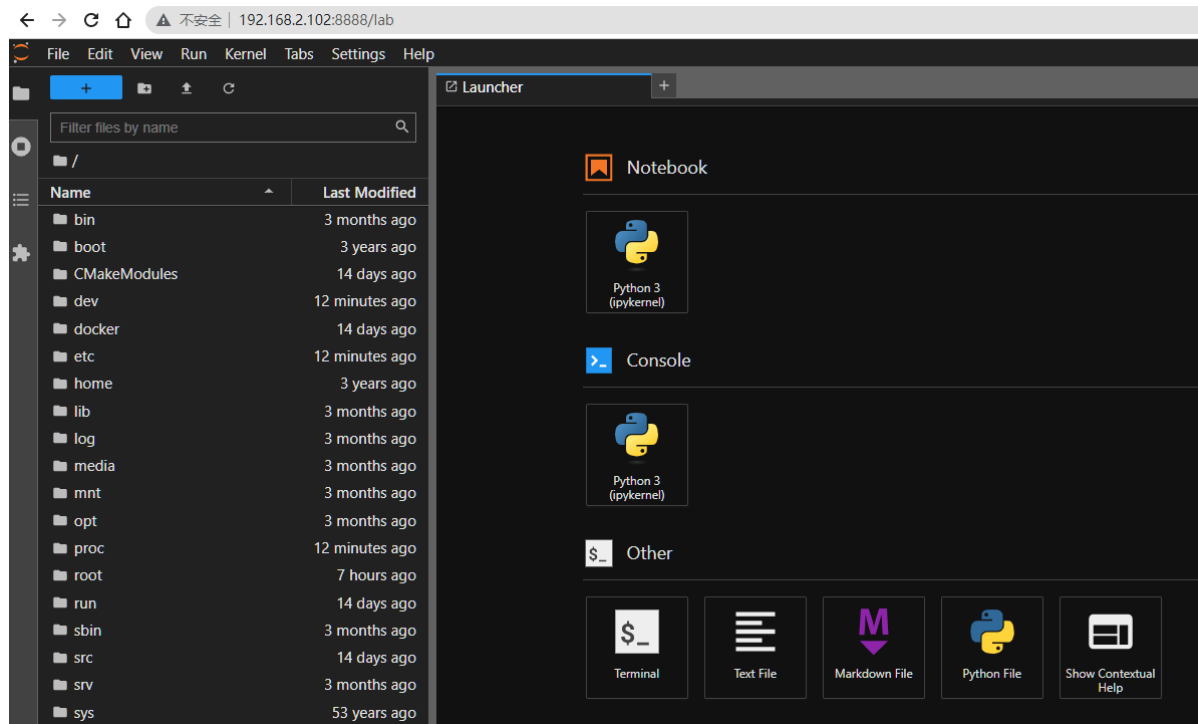 不安全 192.168.2.102:8888/lab
File Edit View Run Kernel Tabs Settings Help
+
Launcher +
Filter files by name
/
Name Last Modified
bin 3 months ago
boot 3 years ago
CMakeModules 14 days ago
dev 12 minutes ago
docker 14 days ago
etc 12 minutes ago
home 3 years ago
lib 3 months ago
log 3 months ago
media 3 months ago
mnt 3 months ago
opt 3 months ago
proc 12 minutes ago
root 7 hours ago
run 14 days ago
sbin 3 months ago
src 14 days ago
srv 3 months ago
sys 53 years ago
Notebook
Python 3
(ipykernel)
>_ Console
Python 3
(ipykernel)
$_ Other
$_
Terminal
Text File
M
Markdown File
Python File
Show Contextual
Help